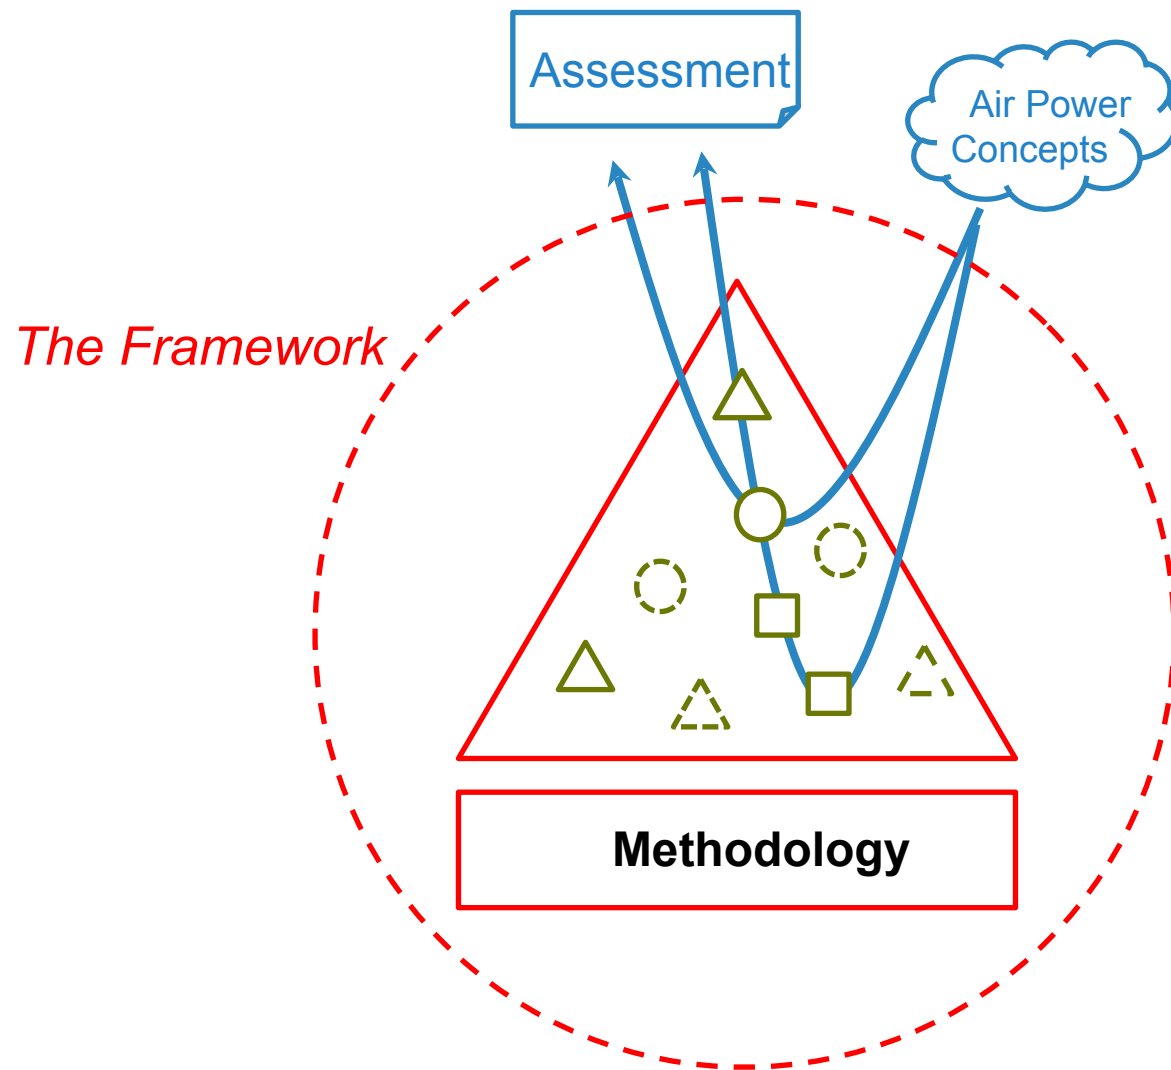 Assessment
Air Power
Concepts
The Framework
Methodology